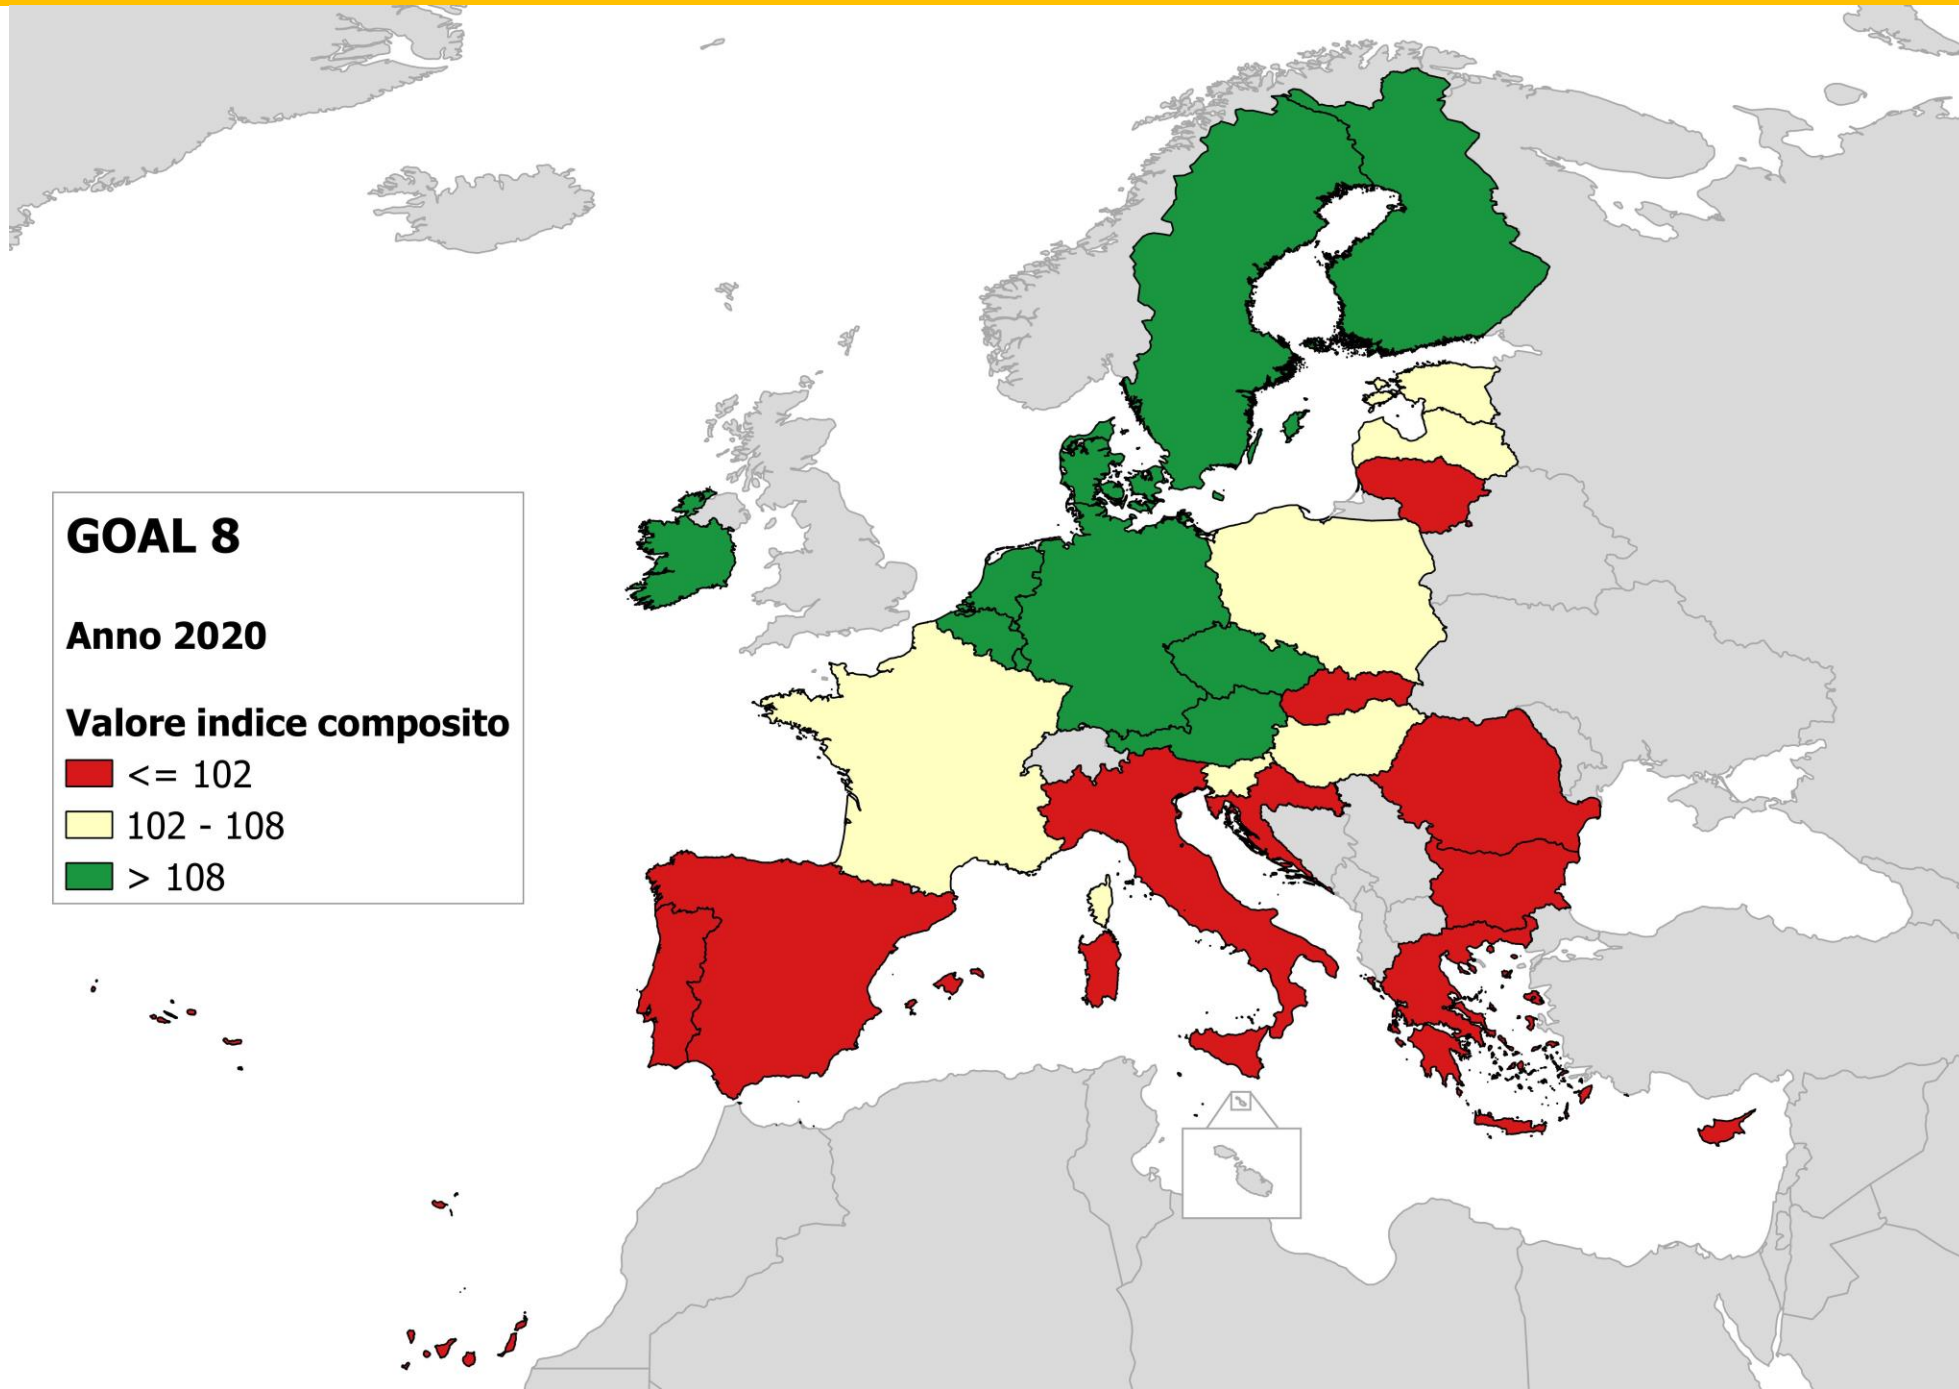 GOAL 8
Anno 2020
Valore indice composito
<= 102
102 - 108
> 108